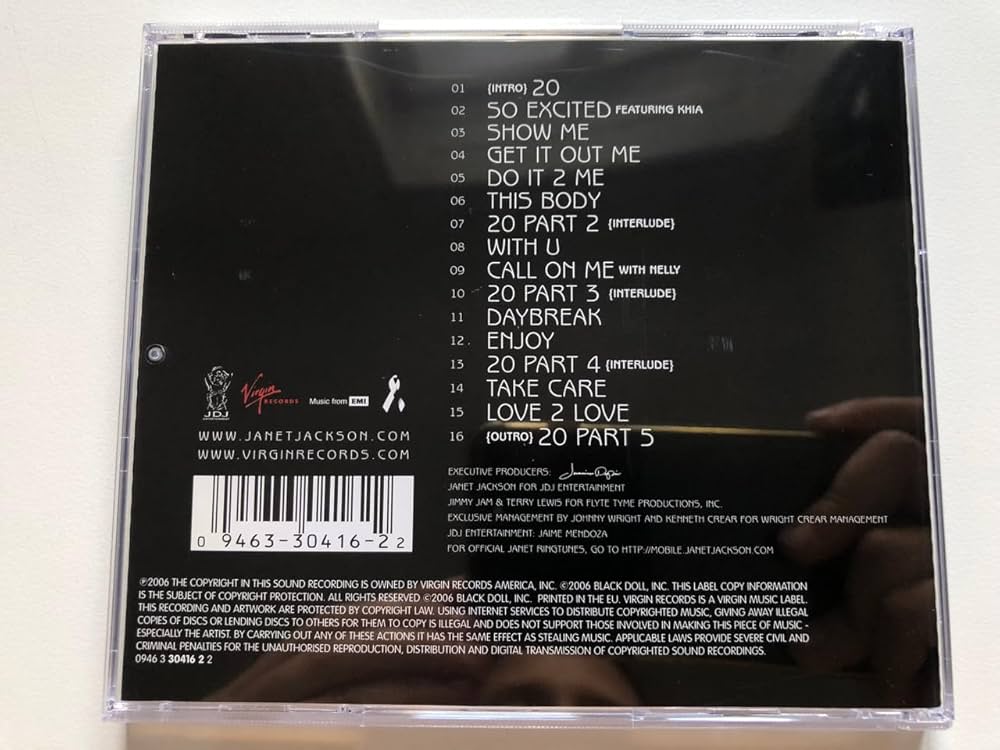 01 {INTRO} 20
02 SO EXCITED FEATURING KHIA
03 SHOW ME
04 GET IT OUT ME
05 DO IT 2 ME
06 THIS BODY
07 20 PART 2 {INTERLUDE}
08 WITH U
09 CALL ON ME WITH NELLY
10 20 PART 3 {INTERLUDE}
11 DAYBREAK
12 ENJOY
13 20 PART 4 {INTERLUDE}
14 TAKE CARE
15 LOVE 2 LOVE
16 {OUTRO} 20 PART 5
JDJ
ENTERTAINMENT
Virgin
RECORDS
Music from EMI
WWW.JANETJACKSON.COM
WWW.VIRGINRECORDS.COM
0 9463-30416-2 2
EXECUTIVE PRODUCERS:
JANET JACKSON FOR JDJ ENTERTAINMENT
JIMMY JAM & TERRY LEWIS FOR FLYTE TYME PRODUCTIONS, INC.
EXCLUSIVE MANAGEMENT BY JOHNNY WRIGHT AND KENNETH CREAR FOR WRIGHT CREAR MANAGEMENT
JDJ ENTERTAINMENT: JAIME MENDOZA
FOR OFFICIAL JANET RINGTUNES, GO TO HTTP://MOBILE.JANETJACKSON.COM
℗2006 THE COPYRIGHT IN THIS SOUND RECORDING IS OWNED BY VIRGIN RECORDS AMERICA, INC. ©2006 BLACK DOLL, INC. THIS LABEL COPY INFORMATION
IS THE SUBJECT OF COPYRIGHT PROTECTION. ALL RIGHTS RESERVED ©2006 BLACK DOLL, INC. PRINTED IN THE EU. VIRGIN RECORDS IS A VIRGIN MUSIC LABEL.
THIS RECORDING AND ARTWORK ARE PROTECTED BY COPYRIGHT LAW. USING INTERNET SERVICES TO DISTRIBUTE COPYRIGHTED MUSIC, GIVING AWAY ILLEGAL
COPIES OF DISCS OR LENDING DISCS TO OTHERS FOR THEM TO COPY IS ILLEGAL AND DOES NOT SUPPORT THOSE INVOLVED IN MAKING THIS PIECE OF MUSIC -
ESPECIALLY THE ARTIST. BY CARRYING OUT ANY OF THESE ACTIONS IT HAS THE SAME EFFECT AS STEALING MUSIC. APPLICABLE LAWS PROVIDE SEVERE CIVIL AND
CRIMINAL PENALTIES FOR THE UNAUTHORISED REPRODUCTION, DISTRIBUTION AND DIGITAL TRANSMISSION OF COPYRIGHTED SOUND RECORDINGS.
0946 3 30416 2 2